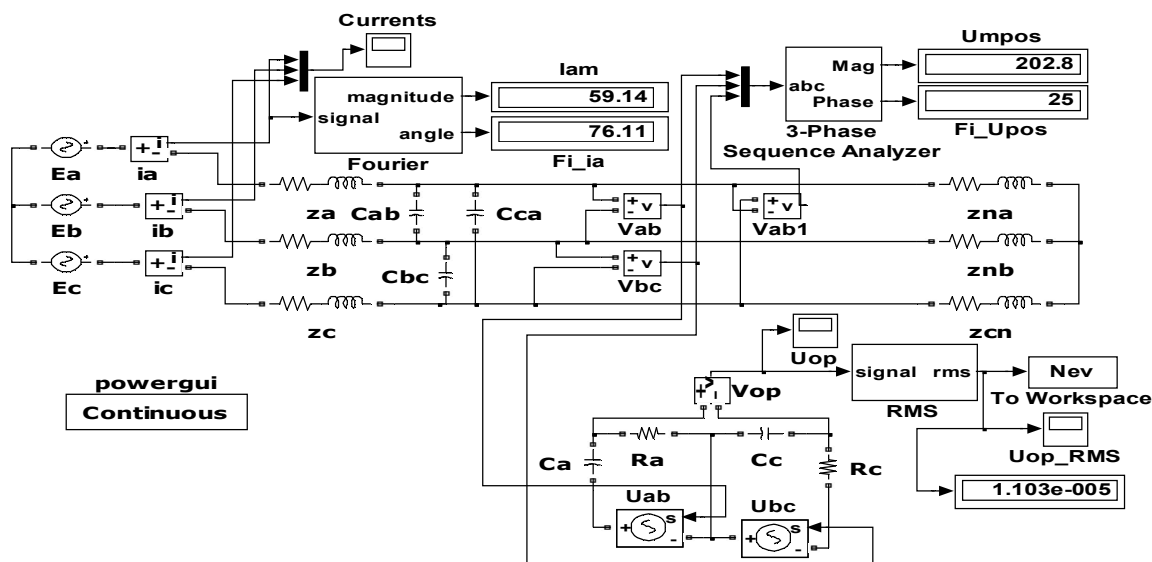 Currents
Umpos
Iam
Mag
202.8
magnitude
59.14
abc
signal
Phase
25
angle
76.11
3-Phase
Fi_Upos
Fourier
Fi_ia
Sequence Analyzer
Ea
+ - i
ia
za
Cab
Cca
+ - v
Vab
+ - v
Vab1
zna
Eb
+ - i
ib
zb
Cbc
+ - v
Vbc
znb
Ec
+ - i
ic
zc
zcn
Uop
powergui
Continuous
Vop
signal rms
Nev
RMS
To Workspace
Ca
Ra
Cc
Rc
Uop_RMS
Uab
Ubc
1.103e-005
+ s -
+ s -